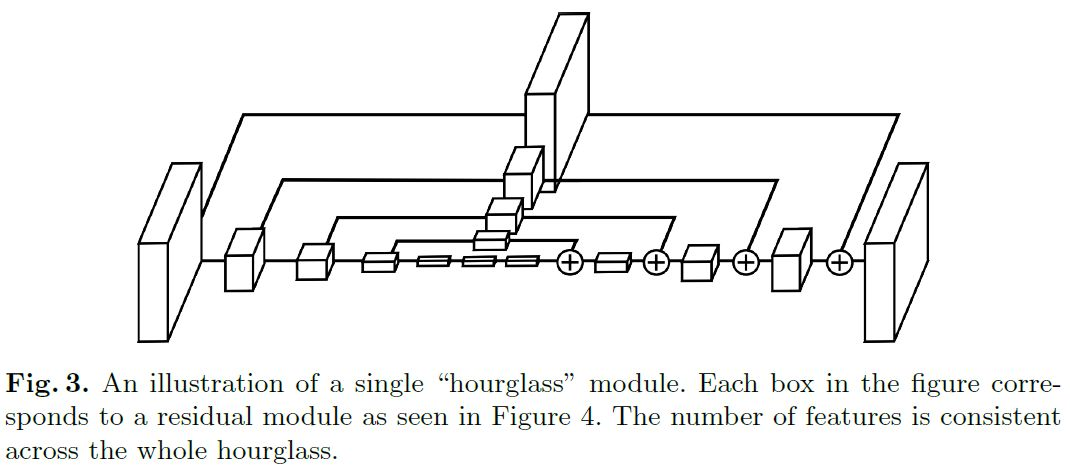 Fig. 3. An illustration of a single “hourglass” module. Each box in the figure corre-
sponds to a residual module as seen in Figure 4. The number of features is consistent
across the whole hourglass.